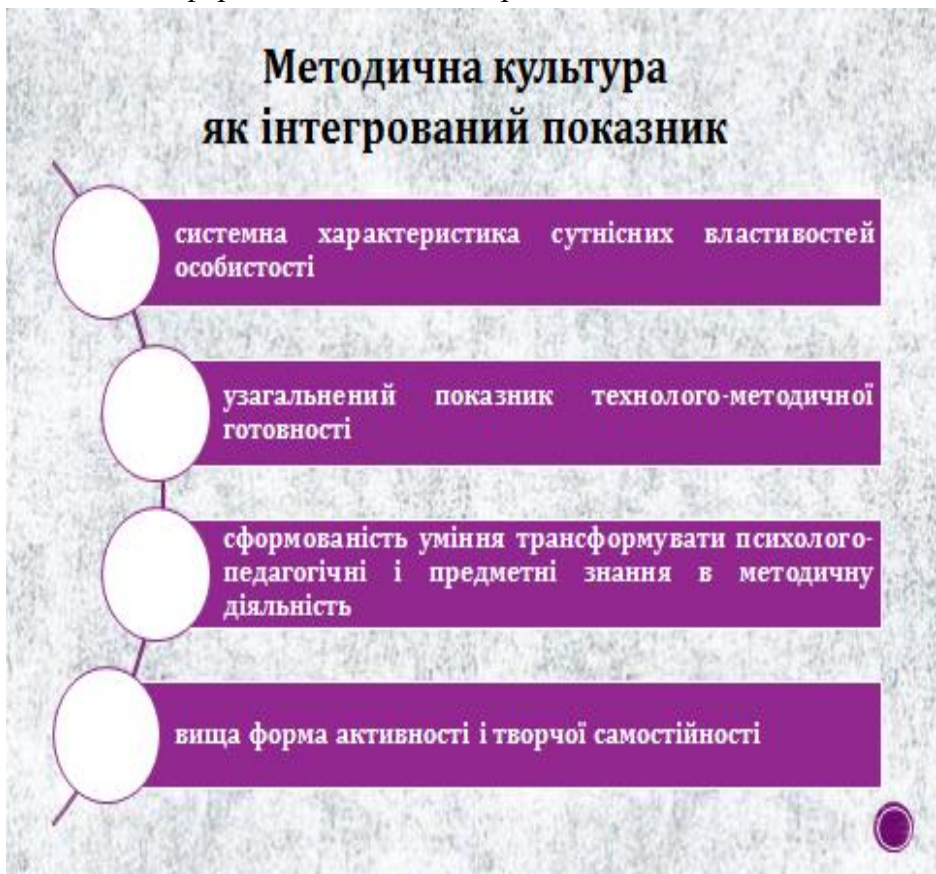 Методична культура
як інтегрований показник
системна характеристика сутнісних властивостей
особистості
узагальнений показник технолого-методичної
готовності
сформованість уміння трансформувати психолого-
педагогічні і предметні знання в методичну
діяльність
вища форма активності і творчої самостійності